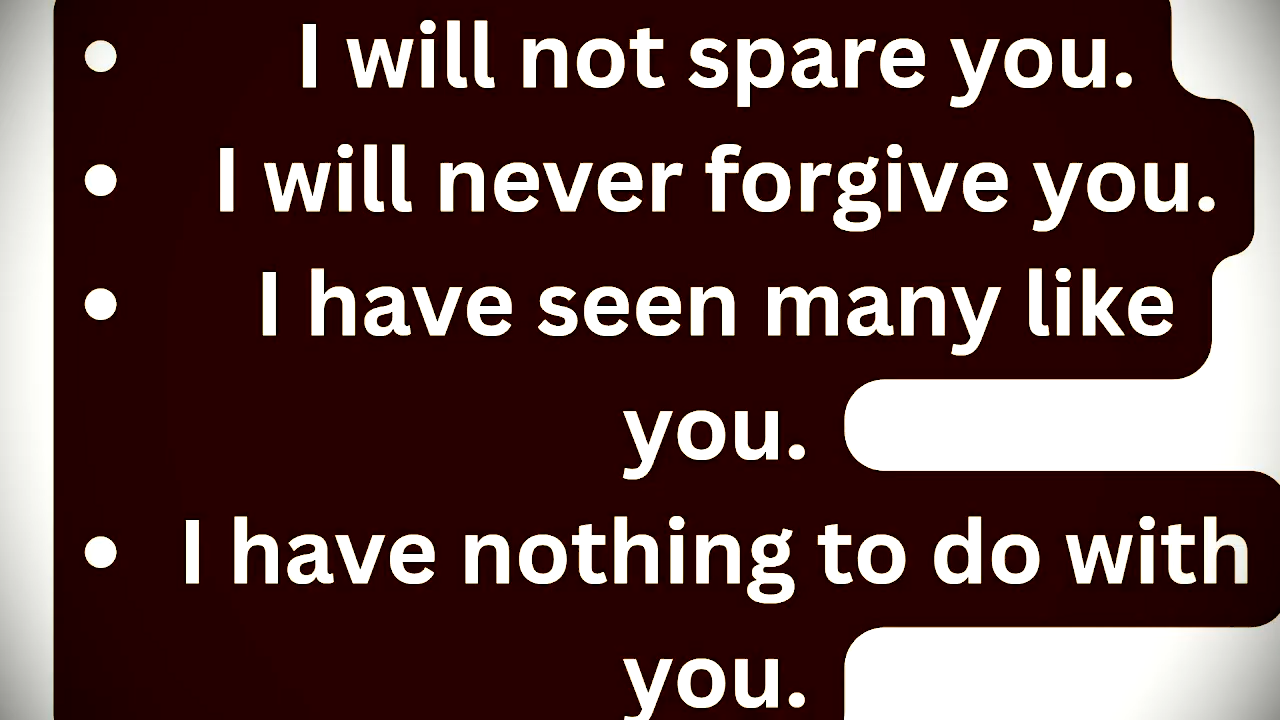 • I will not spare you.
• I will never forgive you.
• I have seen many like
you.
• I have nothing to do with
you.